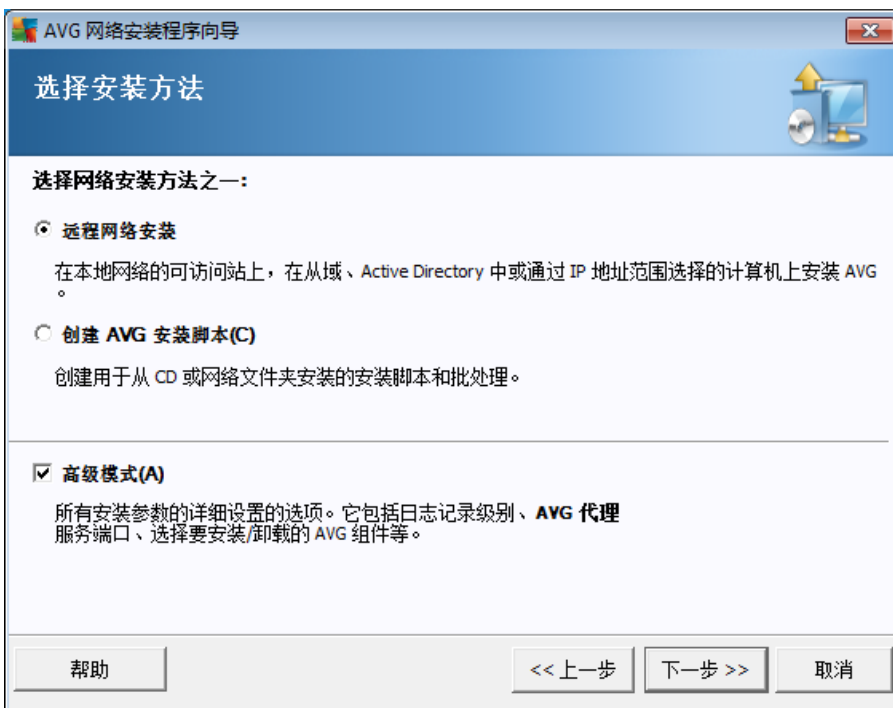 AVG 网络安装程序向导
选择安装方法
选择网络安装方法之一:
远程网络安装
在本地网络的可访问站上，在从域、Active Directory 中或通过 IP 地址范围选择的计算机上安装 AVG
。
创建 AVG 安装脚本(C)
创建用于从 CD 或网络文件夹安装的安装脚本和批处理。
高级模式(A)
所有安装参数的详细设置的选项。它包括日志记录级别、AVG 代理
服务端口、选择要安装/卸载的 AVG 组件等。
帮助
<< 上一步
下一步 >>
取消